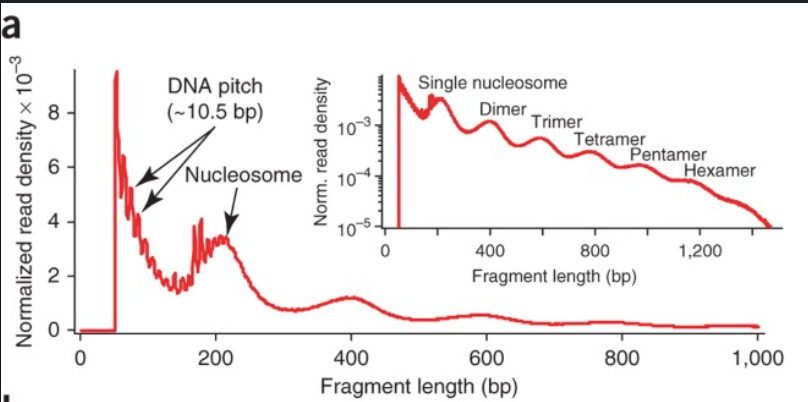 a
Normalized read density × 10⁻³
8
6
4
2
0
0
200
400
600
800
1,000
Fragment length (bp)
DNA pitch
(~10.5 bp)
Nucleosome
Norm. read density
10⁻³
10⁻⁴
10⁻⁵
Single nucleosome
Dimer
Trimer
Tetramer
Pentamer
Hexamer
0
400
800
1,200
Fragment length (bp)